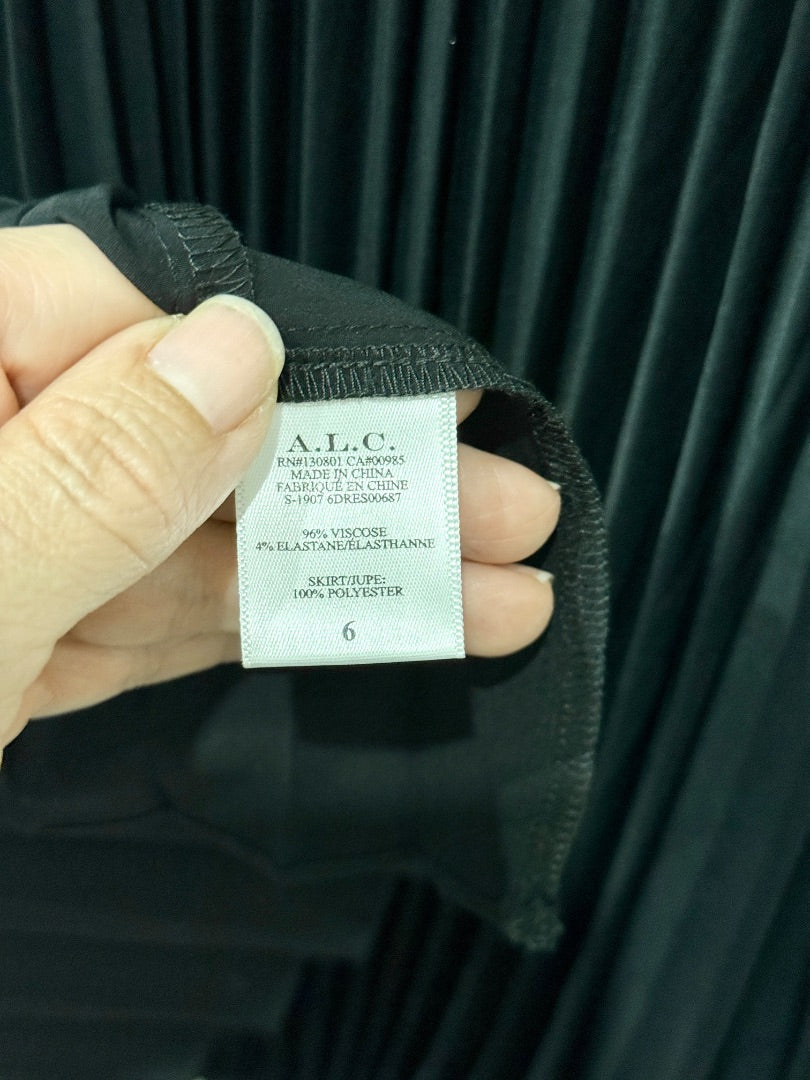 A.L.C.
RN#130801 CA#00985
MADE IN CHINA
FABRIQUÉ EN CHINE
S-1907 6DRES00687
96% VISCOSE
4% ELASTANE/ÉLASTHANNE
SKIRT/JUPE:
100% POLYESTER
6